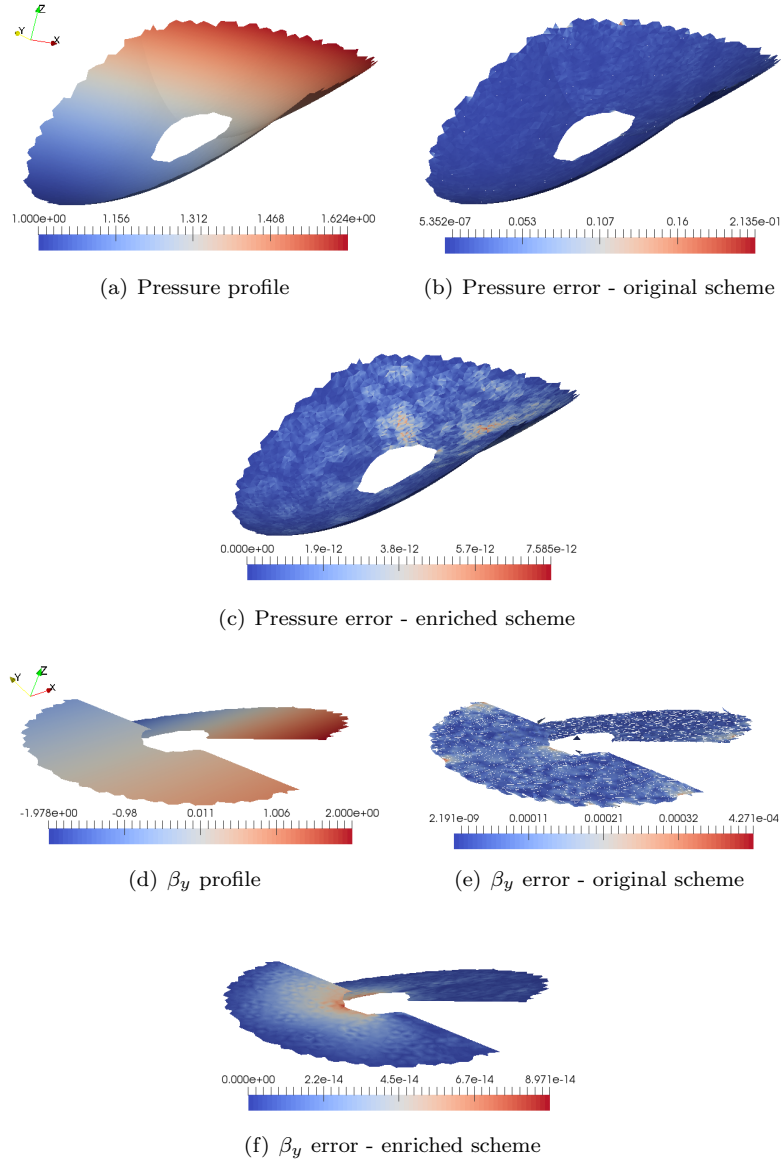 Z
Y
X
1.000e+00 1.156 1.312 1.468 1.624e+00
5.352e-07 0.053 0.107 0.16 2.135e-01
(a) Pressure profile
(b) Pressure error - original scheme
0.000e+00 1.9e-12 3.8e-12 5.7e-12 7.585e-12
(c) Pressure error - enriched scheme
Y
Z
X
-1.978e+00 -0.98 0.011 1.006 2.000e+00
2.191e-09 0.00011 0.00021 0.00032 4.271e-04
(d) βy profile
(e) βy error - original scheme
0.000e+00 2.2e-14 4.5e-14 6.7e-14 8.971e-14
(f) βy error - enriched scheme